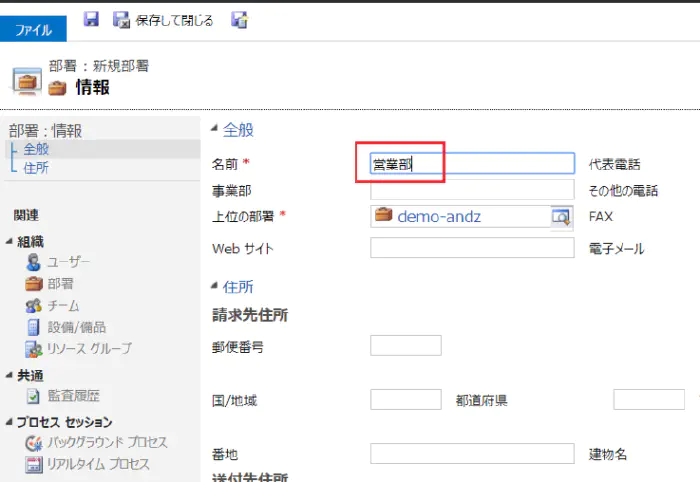 ファイル
保存して閉じる
部署 : 新規部署
情報
部署 : 情報
全般
住所
関連
組織
ユーザー
部署
チーム
設備/備品
リソース グループ
共通
監査履歴
プロセス セッション
バックグラウンド プロセス
リアルタイム プロセス
全般
名前 * 営業部 代表電話
事業部 その他の電話
上位の部署 * demo-andz FAX
Web サイト 電子メール
住所
請求先住所
郵便番号
国/地域 都道府県
番地 建物名
送付先住所